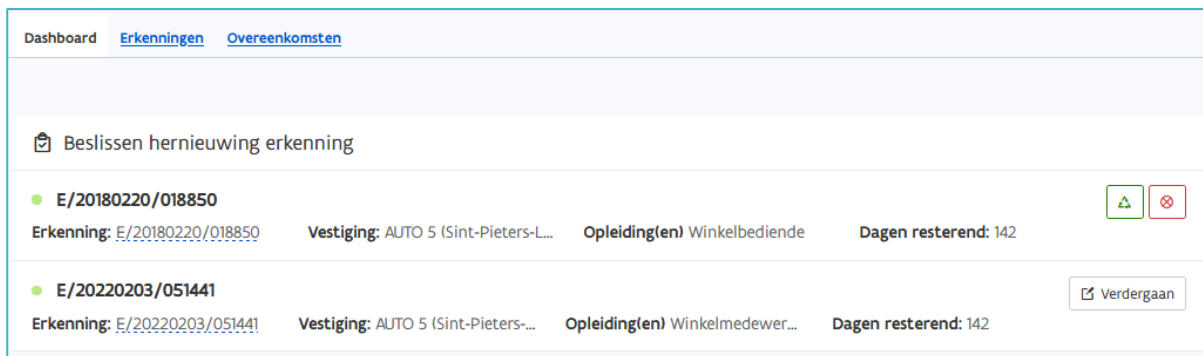 Dashboard Erkenningen Overeenkomsten
Beslissen hernieuwing erkenning
E/20180220/018850
Erkenning: E/20180220/018850 Vestiging: AUTO 5 (Sint-Pieters-L... Opleiding(en) Winkelbediende Dagen resterend: 142
E/20220203/051441
Verdergaan
Erkenning: E/20220203/051441 Vestiging: AUTO 5 (Sint-Pieters-... Opleiding(en) Winkelmedewer... Dagen resterend: 142